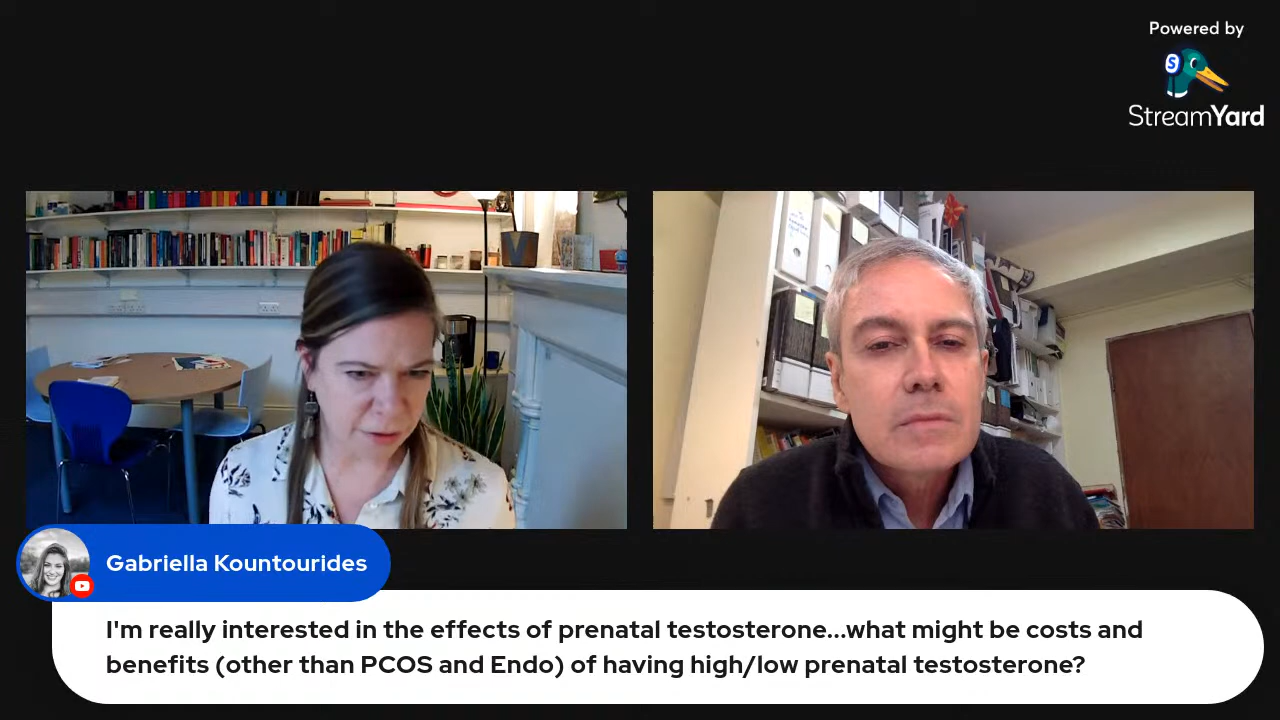 Powered by
S
StreamYard
Gabriella Kountourides
I'm really interested in the effects of prenatal testosterone...what might be costs and
benefits (other than PCOS and Endo) of having high/low prenatal testosterone?